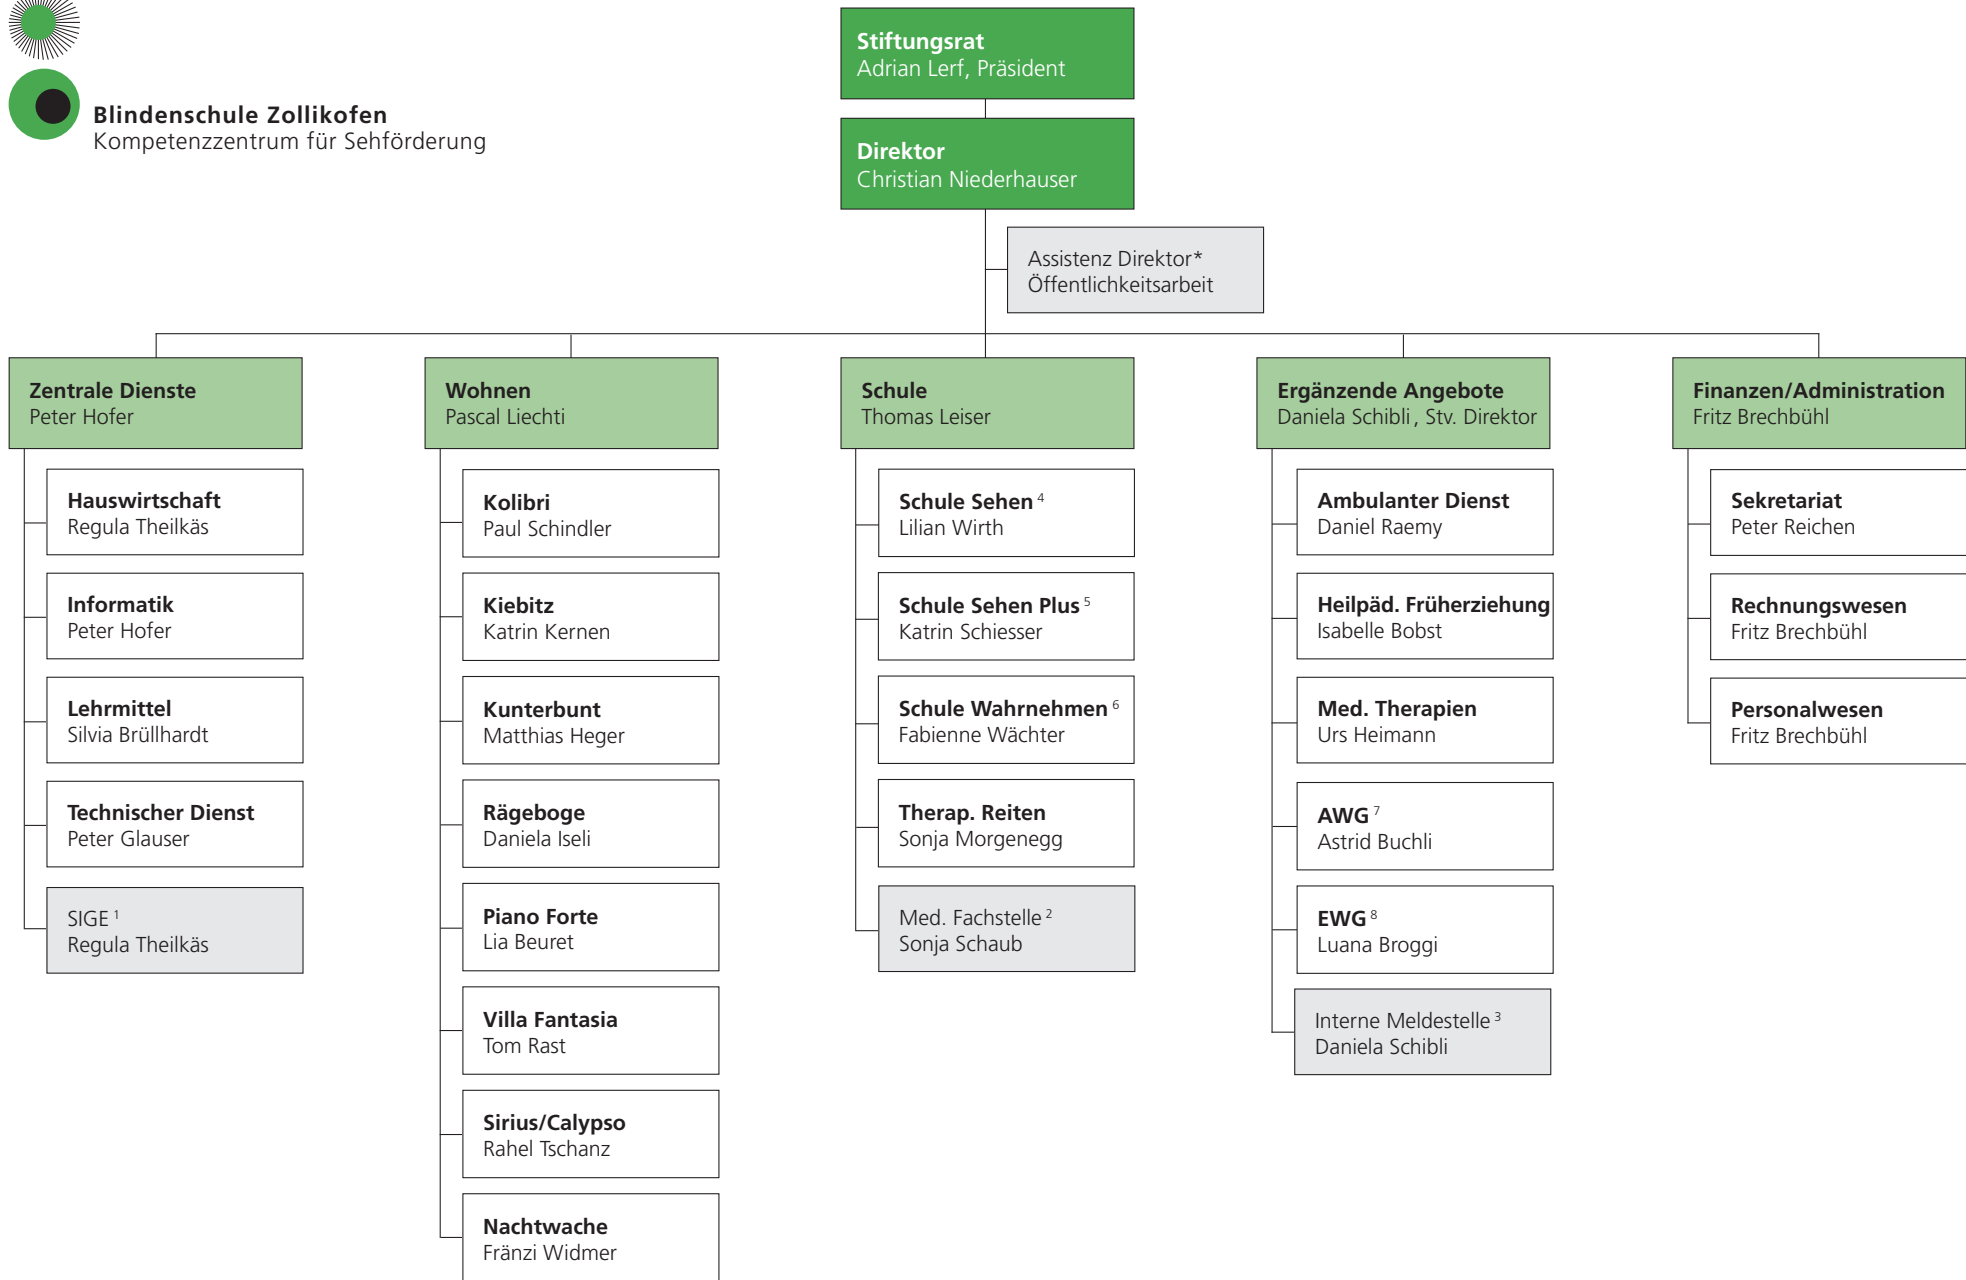 Blindenschule Zollikofen
Kompetenzzentrum für Sehförderung
Stiftungsrat
Adrian Lerf, Präsident
Direktor
Christian Niederhauser
Assistenz Direktor*
Öffentlichkeitsarbeit
Zentrale Dienste
Peter Hofer
Hauswirtschaft
Regula Theilkäs
Informatik
Peter Hofer
Lehrmittel
Silvia Brüllhardt
Technischer Dienst
Peter Glauser
SIGE 1
Regula Theilkäs
Wohnen
Pascal Liechti
Kolibri
Paul Schindler
Kiebitz
Katrin Kernen
Kunterbunt
Matthias Heger
Rägeboge
Daniela Iseli
Piano Forte
Lia Beuret
Villa Fantasia
Tom Rast
Sirius/Calypso
Rahel Tschanz
Nachtwache
Fränzi Widmer
Schule
Thomas Leiser
Schule Sehen 4
Lilian Wirth
Schule Sehen Plus 5
Katrin Schiesser
Schule Wahrnehmen 6
Fabienne Wächter
Therap. Reiten
Sonja Morgenegg
Med. Fachstelle 2
Sonja Schaub
Ergänzende Angebote
Daniela Schibli, Stv. Direktor
Ambulanter Dienst
Daniel Raemy
Heilpäd. Früherziehung
Isabelle Bobst
Med. Therapien
Urs Heimann
AWG 7
Astrid Buchli
EWG 8
Luana Broggi
Interne Meldestelle 3
Daniela Schibli
Finanzen/Administration
Fritz Brechbühl
Sekretariat
Peter Reichen
Rechnungswesen
Fritz Brechbühl
Personalwesen
Fritz Brechbühl